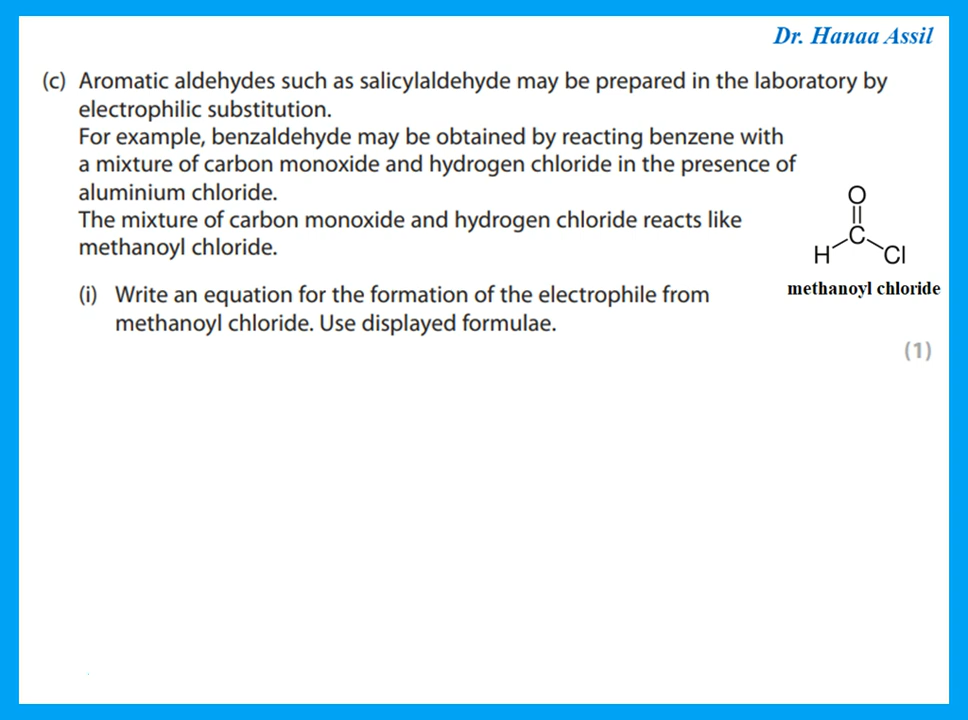 Dr. Hanaa Assil
(c) Aromatic aldehydes such as salicylaldehyde may be prepared in the laboratory by
electrophilic substitution.
For example, benzaldehyde may be obtained by reacting benzene with
a mixture of carbon monoxide and hydrogen chloride in the presence of
aluminium chloride.
The mixture of carbon monoxide and hydrogen chloride reacts like
methanoyl chloride.
O
C
H Cl
methanoyl chloride
(i) Write an equation for the formation of the electrophile from
methanoyl chloride. Use displayed formulae.
(1)